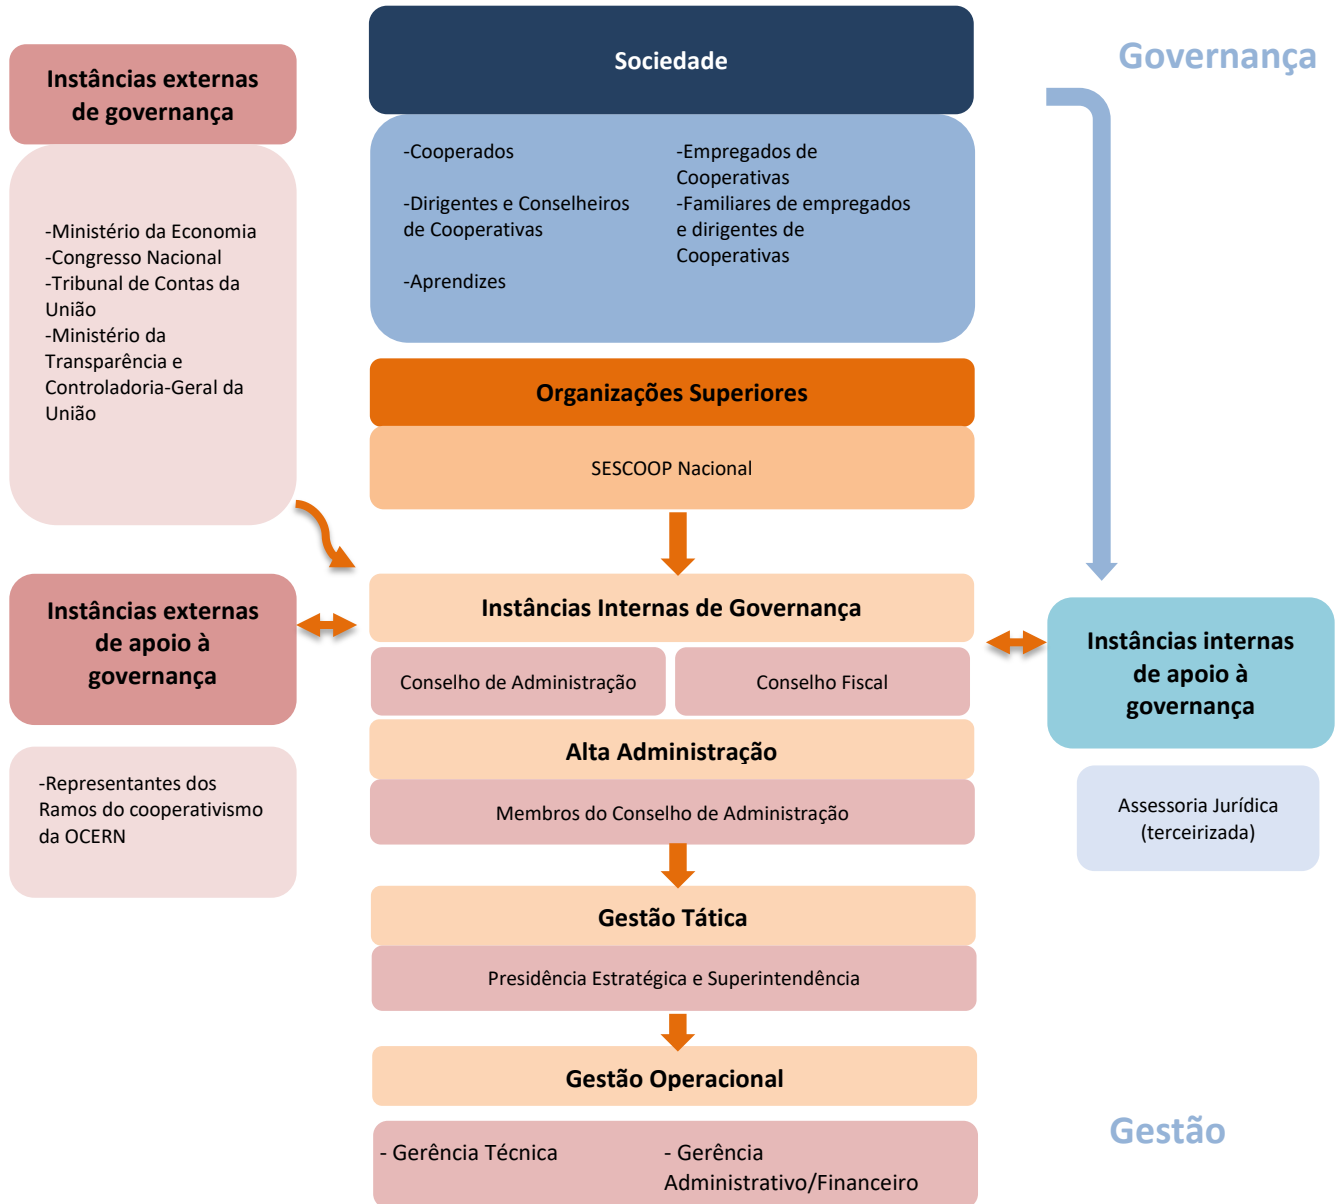 Governança
Sociedade
-Cooperados
-Dirigentes e Conselheiros
de Cooperativas
-Aprendizes
-Empregados de
Cooperativas
-Familiares de empregados
e dirigentes de
Cooperativas
Instâncias externas
de governança
-Ministério da Economia
-Congresso Nacional
-Tribunal de Contas da
União
-Ministério da
Transparência e
Controladoria-Geral da
União
Organizações Superiores
SESCOOP Nacional
Instâncias externas
de apoio à
governança
-Representantes dos
Ramos do cooperativismo
da OCERN
Instâncias Internas de Governança
Conselho de Administração
Conselho Fiscal
Alta Administração
Membros do Conselho de Administração
Instâncias internas
de apoio à
governança
Assessoria Jurídica
(terceirizada)
Gestão Tática
Presidência Estratégica e Superintendência
Gestão Operacional
- Gerência Técnica
- Gerência
Administrativo/Financeiro
Gestão